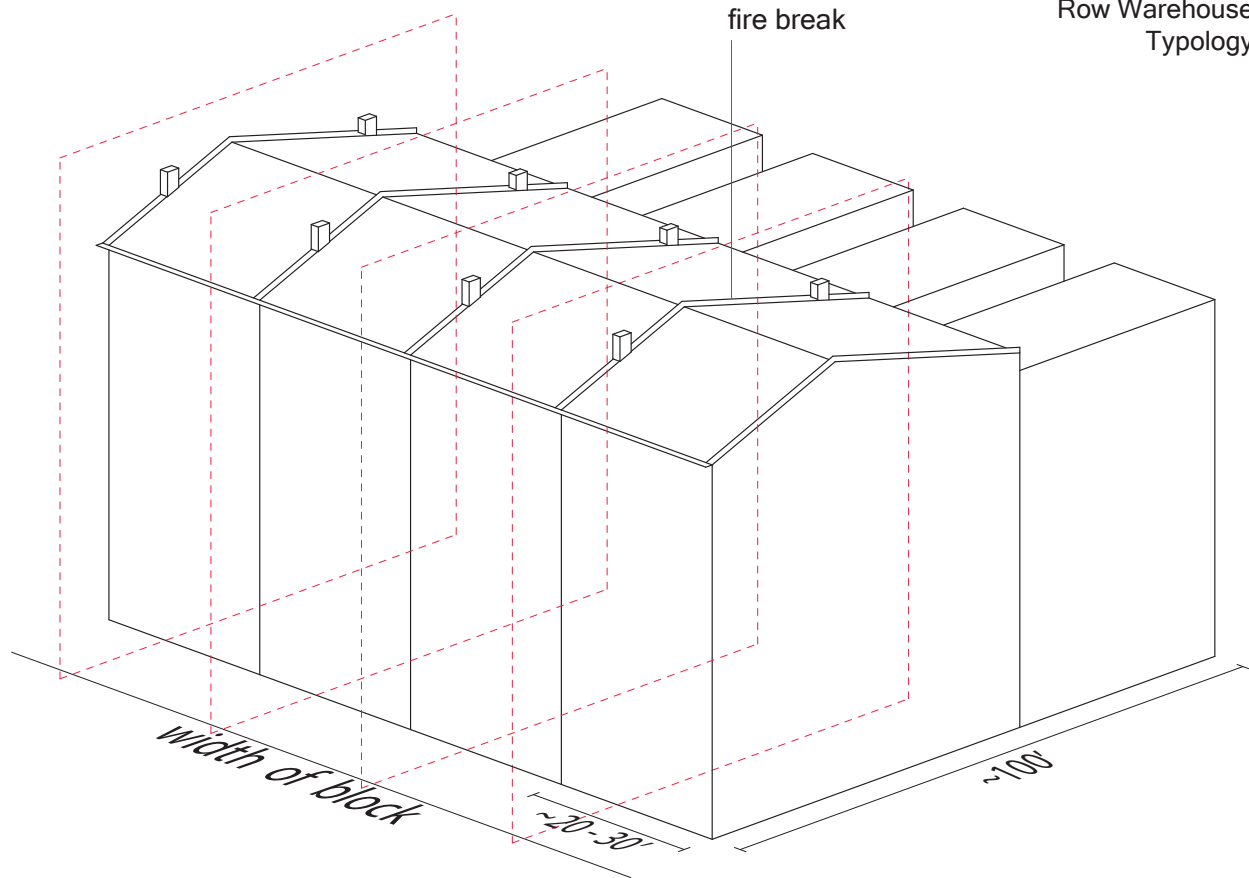 fire break
Row Warehouse
Typology
width of block
~20-30'
~100'